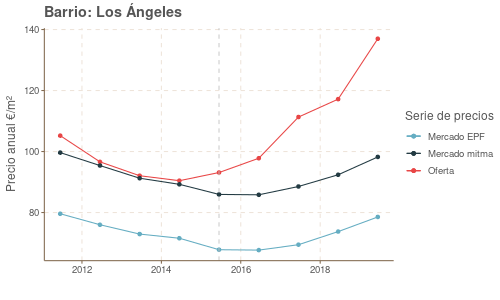 Barrio: Los Ángeles
Precio anual €/m²
140
120
100
80
2012
2014
2016
2018
Serie de precios
Mercado EPF
Mercado mitma
Oferta